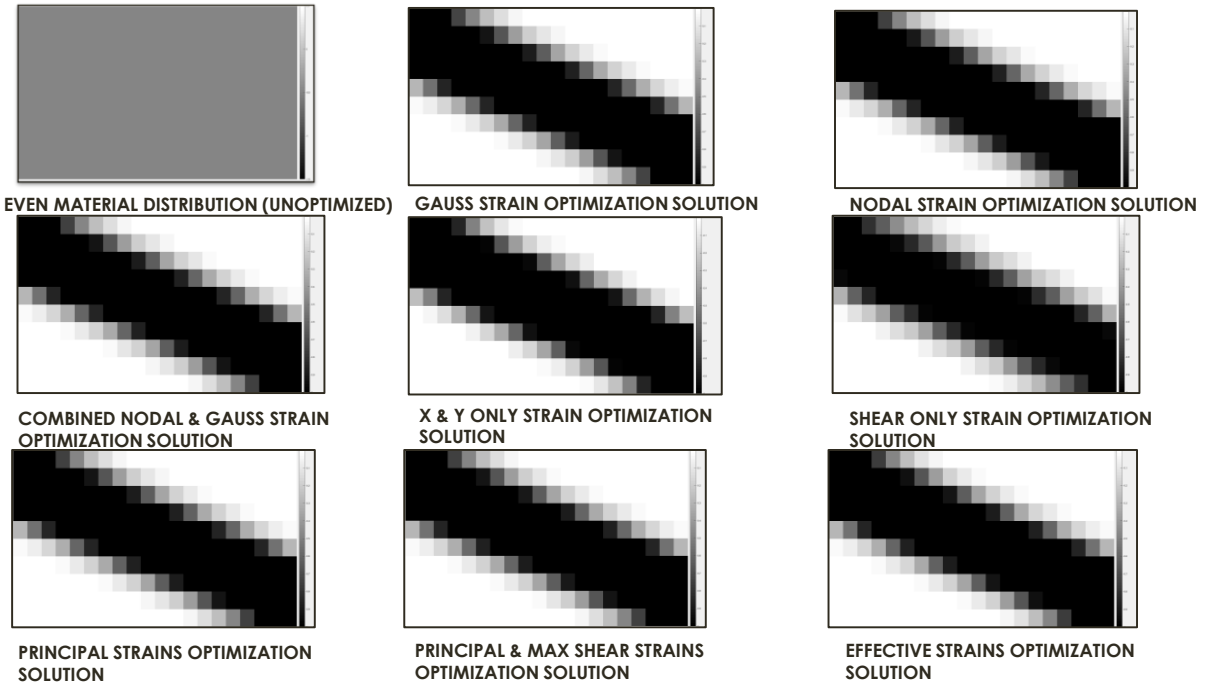 EVEN MATERIAL DISTRIBUTION (UNOPTIMIZED)
GAUSS STRAIN OPTIMIZATION SOLUTION
NODAL STRAIN OPTIMIZATION SOLUTION
COMBINED NODAL & GAUSS STRAIN
OPTIMIZATION SOLUTION
X & Y ONLY STRAIN OPTIMIZATION
SOLUTION
SHEAR ONLY STRAIN OPTIMIZATION
SOLUTION
PRINCIPAL STRAINS OPTIMIZATION
SOLUTION
PRINCIPAL & MAX SHEAR STRAINS
OPTIMIZATION SOLUTION
EFFECTIVE STRAINS OPTIMIZATION
SOLUTION